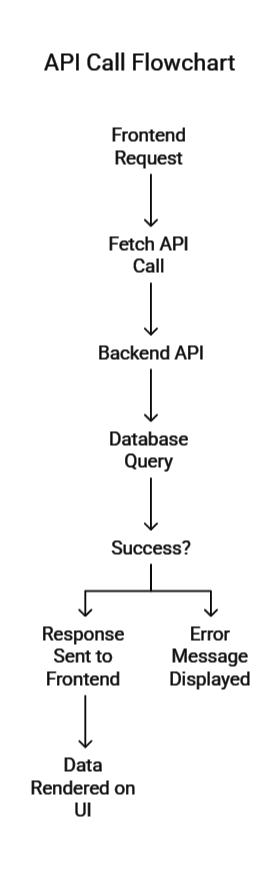 API Call Flowchart
Frontend
Request
Fetch API
Call
Backend API
Database
Query
Success?
Response
Sent to
Frontend
Error
Message
Displayed
Data
Rendered on
UI